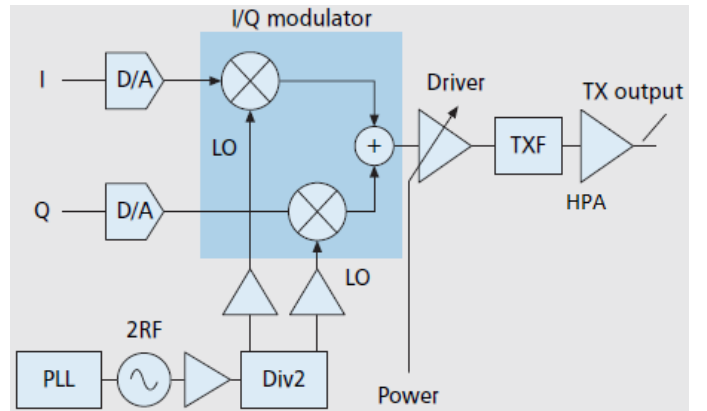 I/Q modulator
I
D/A
Driver
TX output
LO
+
TXF
HPA
Q
D/A
LO
2RF
PLL
Div2
Power